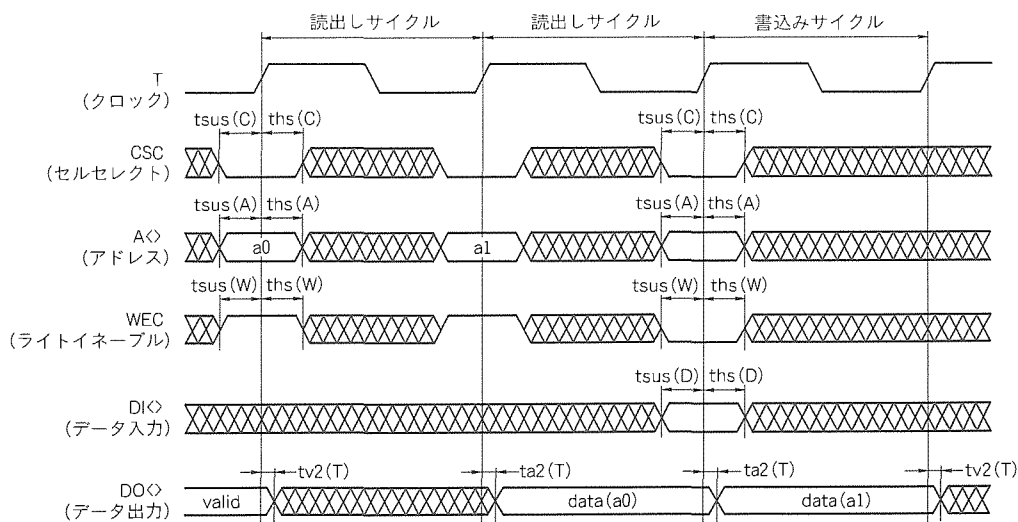 読出しサイクル 読出しサイクル 書込みサイクル
T
(クロック)
tsus(C) ths(C) tsus(C) ths(C)
CSC
(セルセレクト)
tsus(A) ths(A) tsus(A) ths(A)
A<>
(アドレス)
a0 a1
tsus(W) ths(W) tsus(W) ths(W)
WEC
(ライトイネーブル)
tsus(D) ths(D)
DI<>
(データ入力)
tv2(T) ta2(T) ta2(T) tv2(T)
DO<>
(データ出力)
valid data(a0) data(a1)